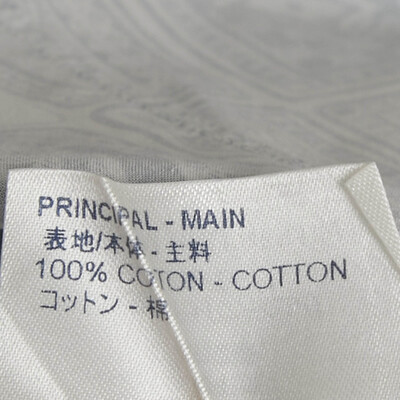 PRINCIPAL - MAIN
表地/本体 - 主料
100% COTON - COTTON
コットン - 棉